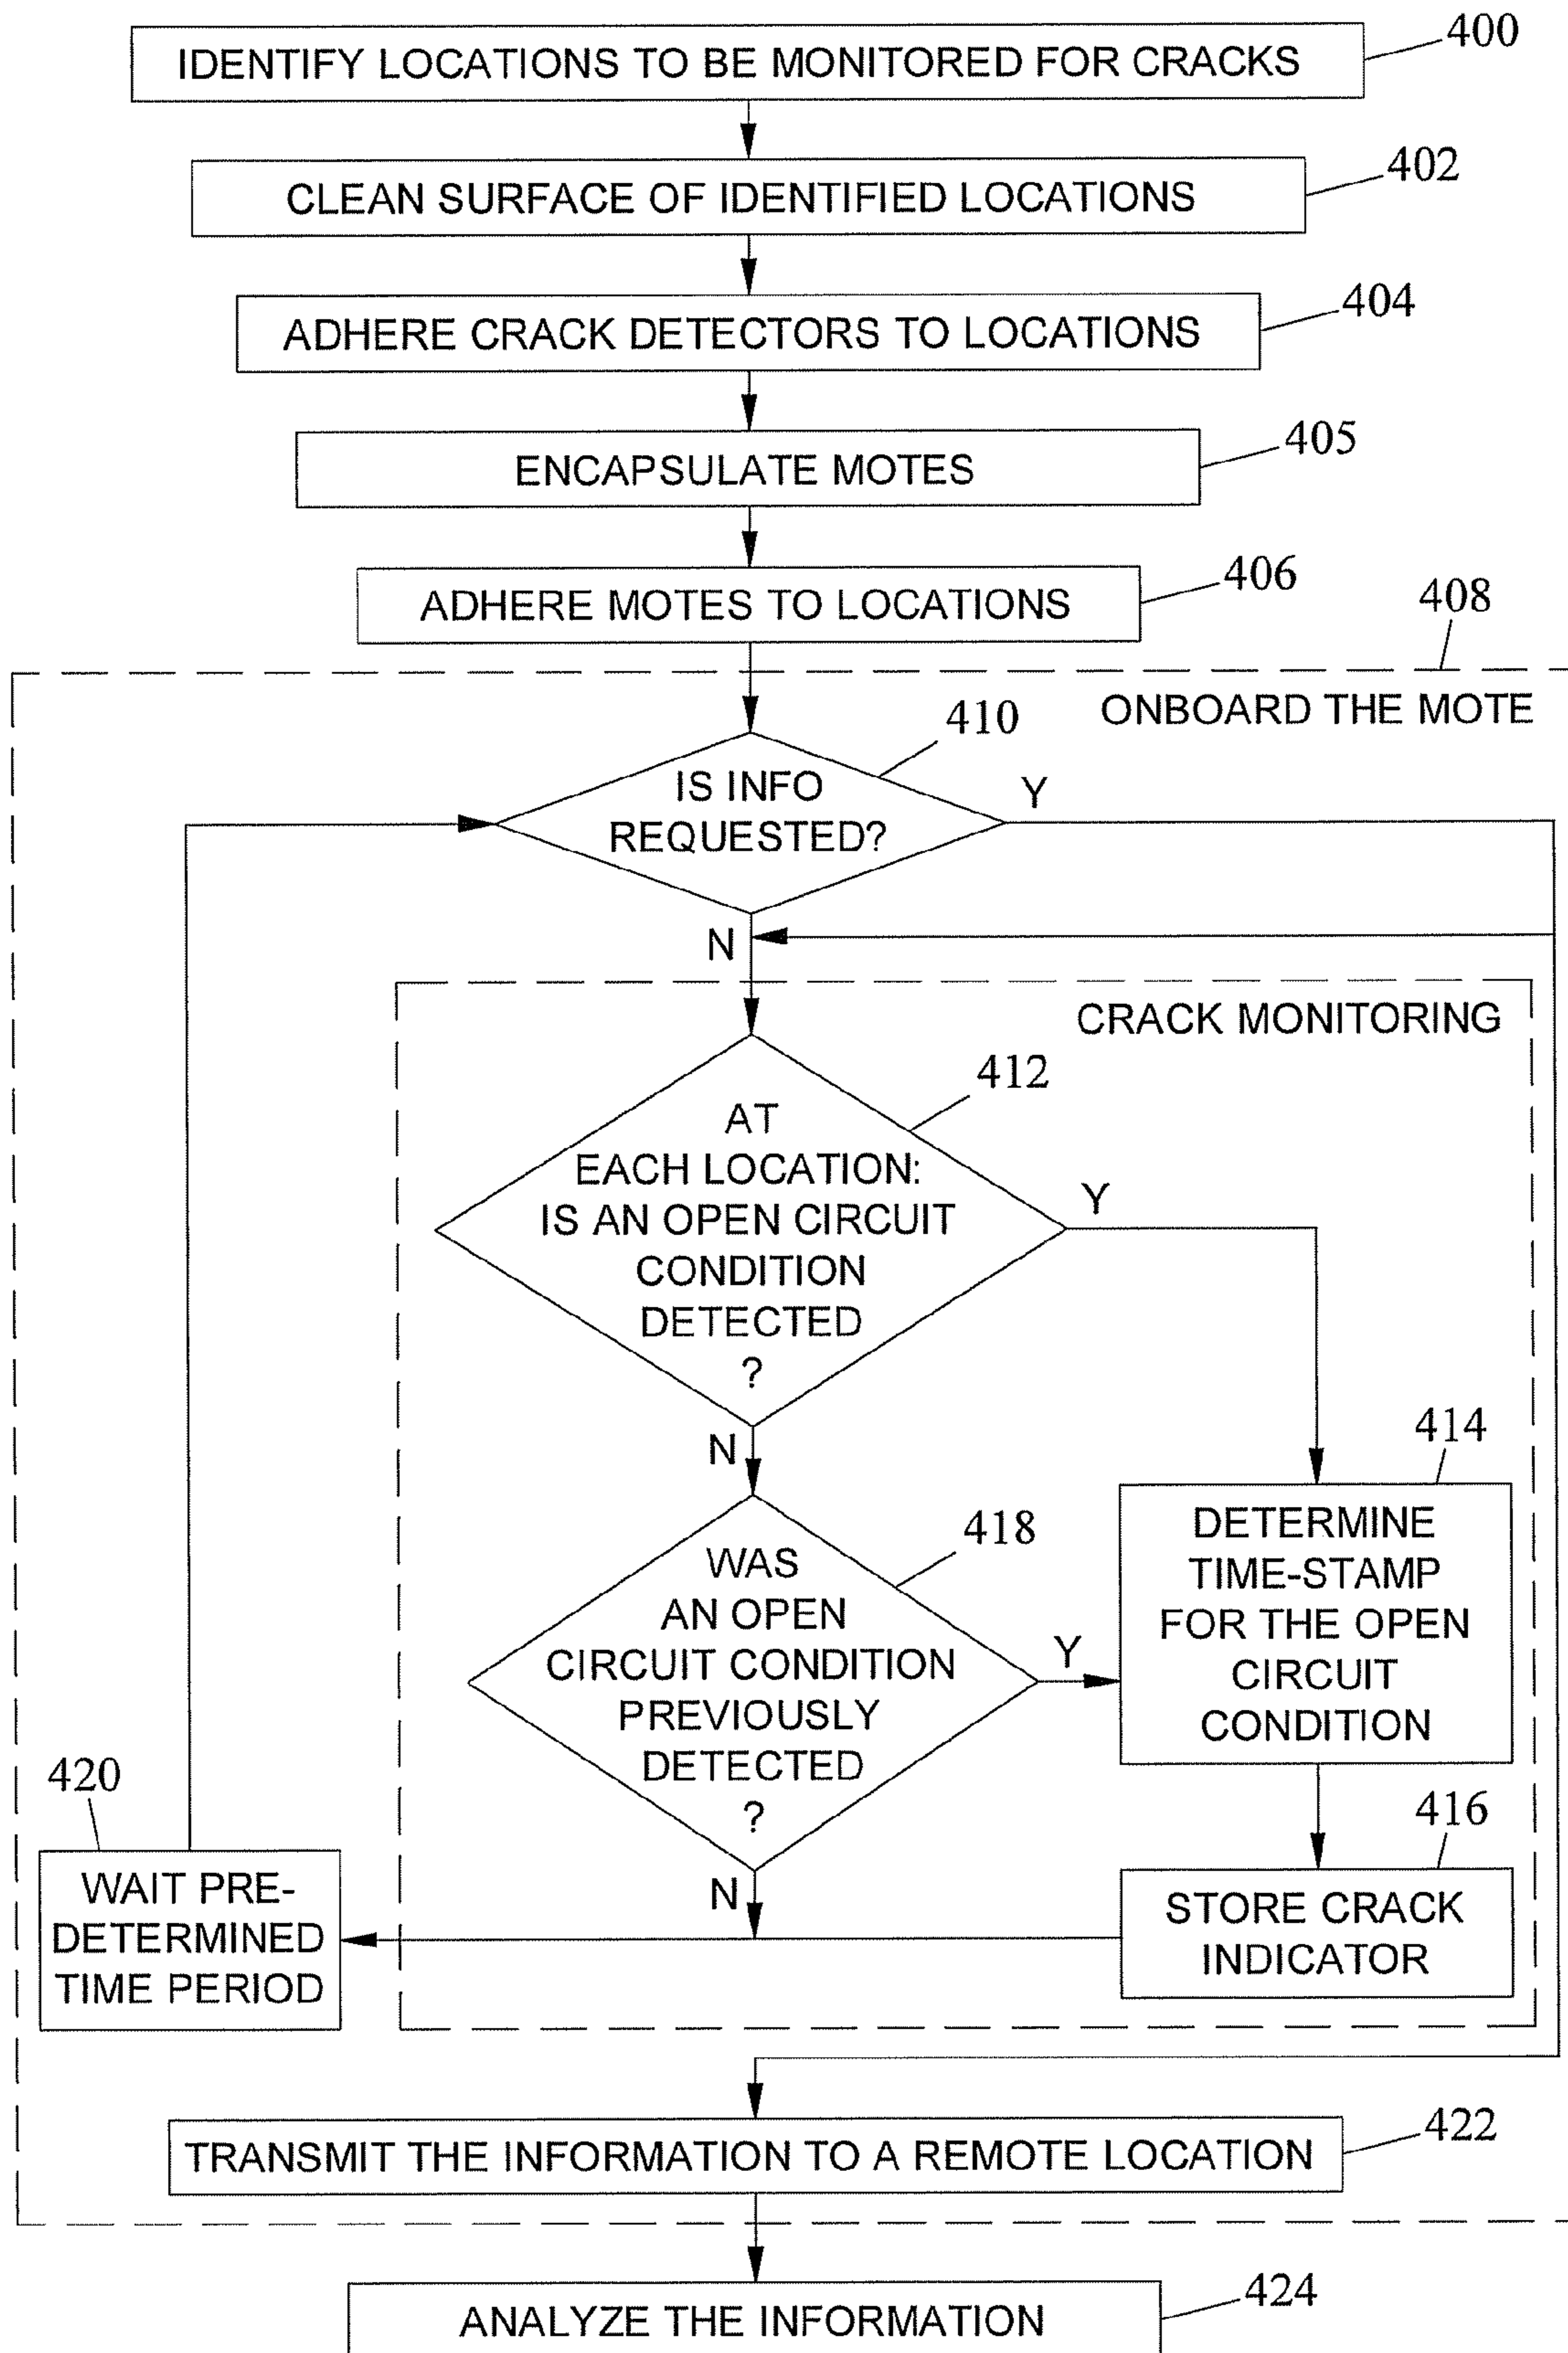 IDENTIFY LOCATIONS TO BE MONITORED FOR CRACKS
400
CLEAN SURFACE OF IDENTIFIED LOCATIONS
402
ADHERE CRACK DETECTORS TO LOCATIONS
404
ENCAPSULATE MOTES
405
ADHERE MOTES TO LOCATIONS
406
408
ONBOARD THE MOTE
410
IS INFO
REQUESTED?
Y
N
CRACK MONITORING
412
AT
EACH LOCATION:
IS AN OPEN CIRCUIT
CONDITION
DETECTED
?
Y
N
414
DETERMINE
TIME-STAMP
FOR THE OPEN
CIRCUIT
CONDITION
418
WAS
AN OPEN
CIRCUIT CONDITION
PREVIOUSLY
DETECTED
?
Y
N
416
STORE CRACK
INDICATOR
420
WAIT PRE-
DETERMINED
TIME PERIOD
TRANSMIT THE INFORMATION TO A REMOTE LOCATION
422
ANALYZE THE INFORMATION
424